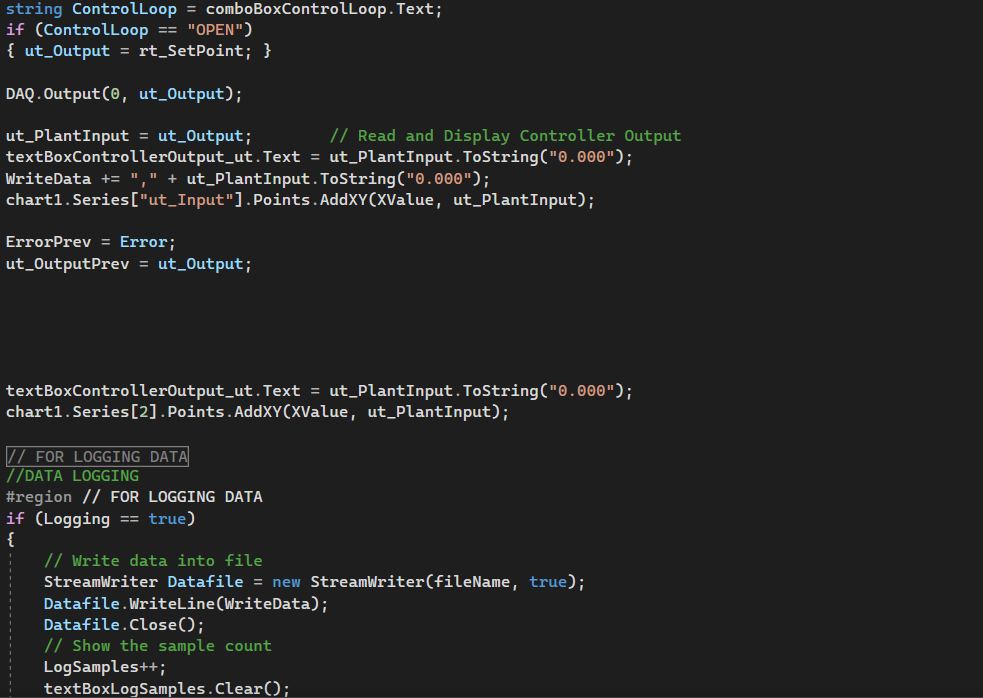 string ControlLoop = comboBoxControlLoop.Text;
if (ControlLoop == "OPEN")
{ ut_Output = rt_SetPoint; }
DAQ.Output(0, ut_Output);
ut_PlantInput = ut_Output;        // Read and Display Controller Output
textBoxControllerOutput_ut.Text = ut_PlantInput.ToString("0.000");
WriteData += "," + ut_PlantInput.ToString("0.000");
chart1.Series["ut_Input"].Points.AddXY(XValue, ut_PlantInput);
ErrorPrev = Error;
ut_OutputPrev = ut_Output;
textBoxControllerOutput_ut.Text = ut_PlantInput.ToString("0.000");
chart1.Series[2].Points.AddXY(XValue, ut_PlantInput);
// FOR LOGGING DATA
//DATA LOGGING
#region // FOR LOGGING DATA
if (Logging == true)
{
    // Write data into file
    StreamWriter Datafile = new StreamWriter(fileName, true);
    Datafile.WriteLine(WriteData);
    Datafile.Close();
    // Show the sample count
    LogSamples++;
    textBoxLogSamples.Clear();